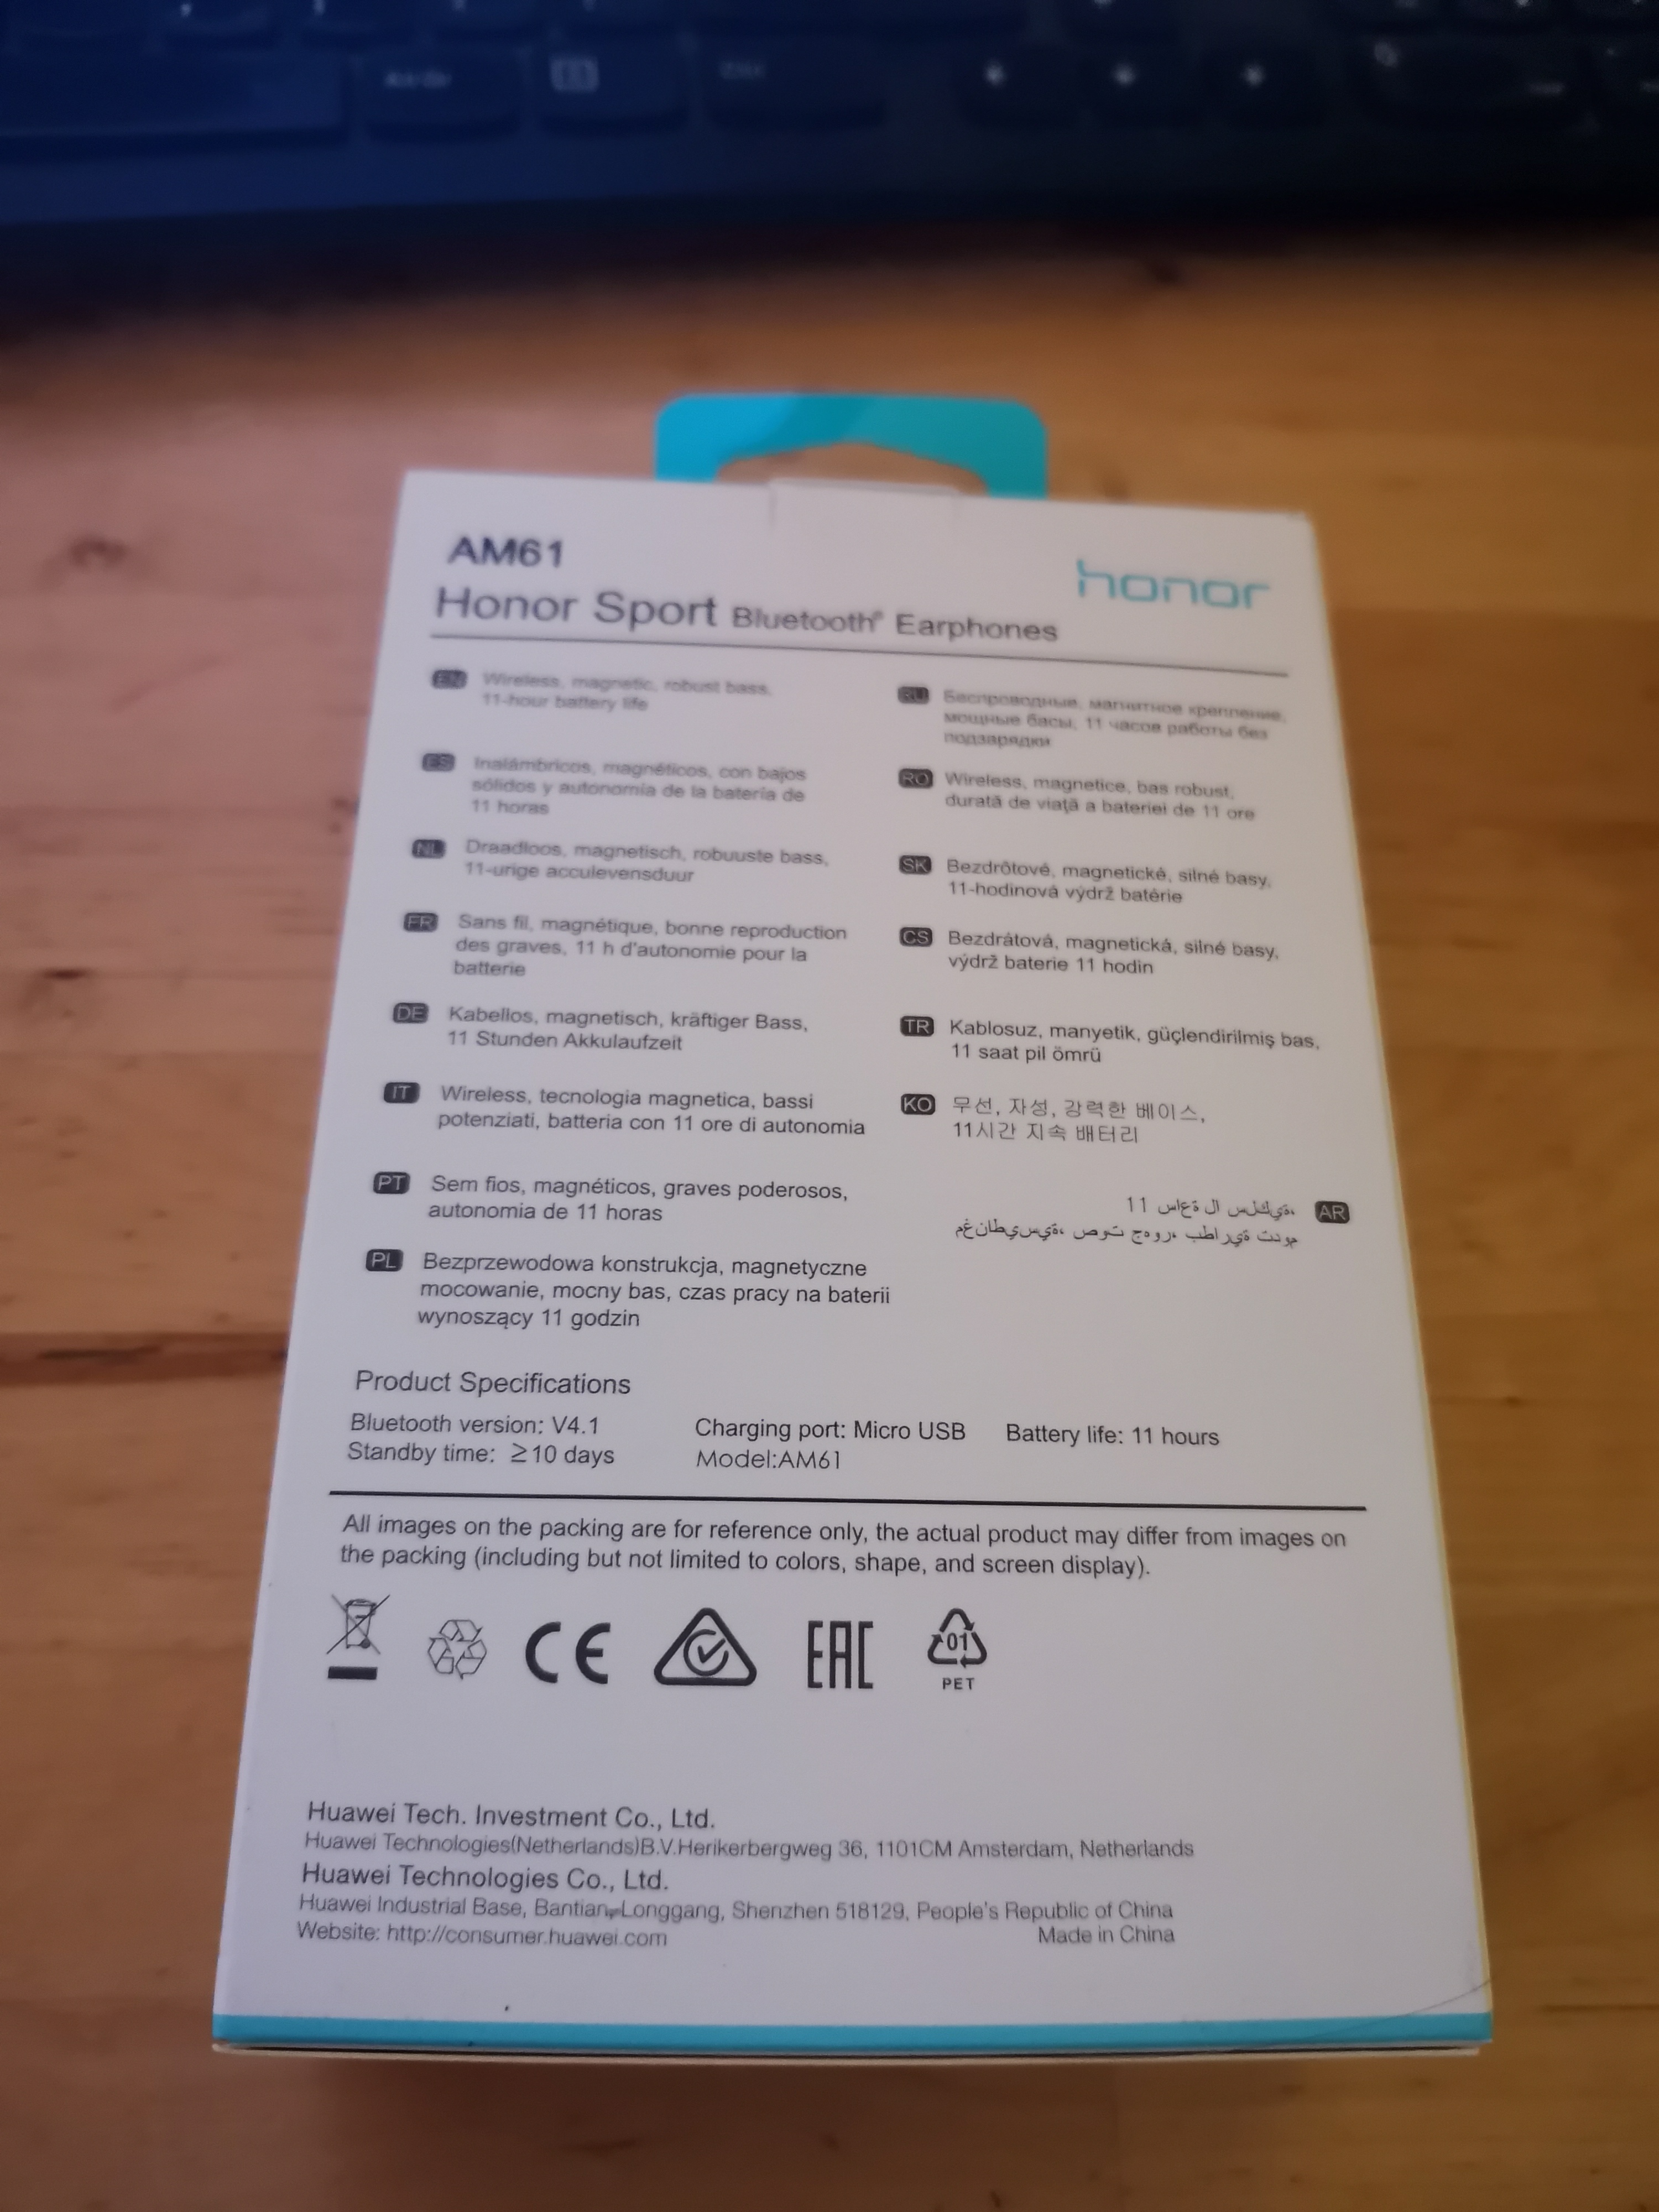 AM61
honor
Honor Sport Bluetooth® Earphones
EN Wireless, magnetic, robust bass,
11-hour battery life
ES Inalámbricos, magnéticos, con bajos
sólidos y autonomía de la batería de
11 horas
NL Draadloos, magnetisch, robuuste bass,
11-urige acculevensduur
FR Sans fil, magnétique, bonne reproduction
des graves, 11 h d'autonomie pour la
batterie
DE Kabellos, magnetisch, kräftiger Bass,
11 Stunden Akkulaufzeit
IT Wireless, tecnologia magnetica, bassi
potenziati, batteria con 11 ore di autonomia
PT Sem fios, magnéticos, graves poderosos,
autonomia de 11 horas
PL Bezprzewodowa konstrukcja, magnetyczne
mocowanie, mocny bas, czas pracy na baterii
wynoszący 11 godzin
RU Беспроводные, магнитное крепление,
мощные басы, 11 часов работы без
подзарядки
RO Wireless, magnetice, bas robust,
durată de viaţă a bateriei de 11 ore
SK Bezdrôtové, magnetické, silné basy,
11-hodinová výdrž batérie
CS Bezdrátová, magnetická, silné basy,
výdrž baterie 11 hodin
TR Kablosuz, manyetik, güçlendirilmiş bas,
11 saat pil ömrü
KO 무선, 자성, 강력한 베이스,
11시간 지속 배터리
AR 11
Product Specifications
Bluetooth version: V4.1 Charging port: Micro USB Battery life: 11 hours
Standby time: ≥10 days Model:AM61
All images on the packing are for reference only, the actual product may differ from images on
the packing (including but not limited to colors, shape, and screen display).
CE EAC 01
PET
Huawei Tech. Investment Co., Ltd.
Huawei Technologies(Netherlands)B.V.Herikerbergweg 36, 1101CM Amsterdam, Netherlands
Huawei Technologies Co., Ltd.
Huawei Industrial Base, Bantian, Longgang, Shenzhen 518129, People's Republic of China
Website: http://consumer.huawei.com Made in China